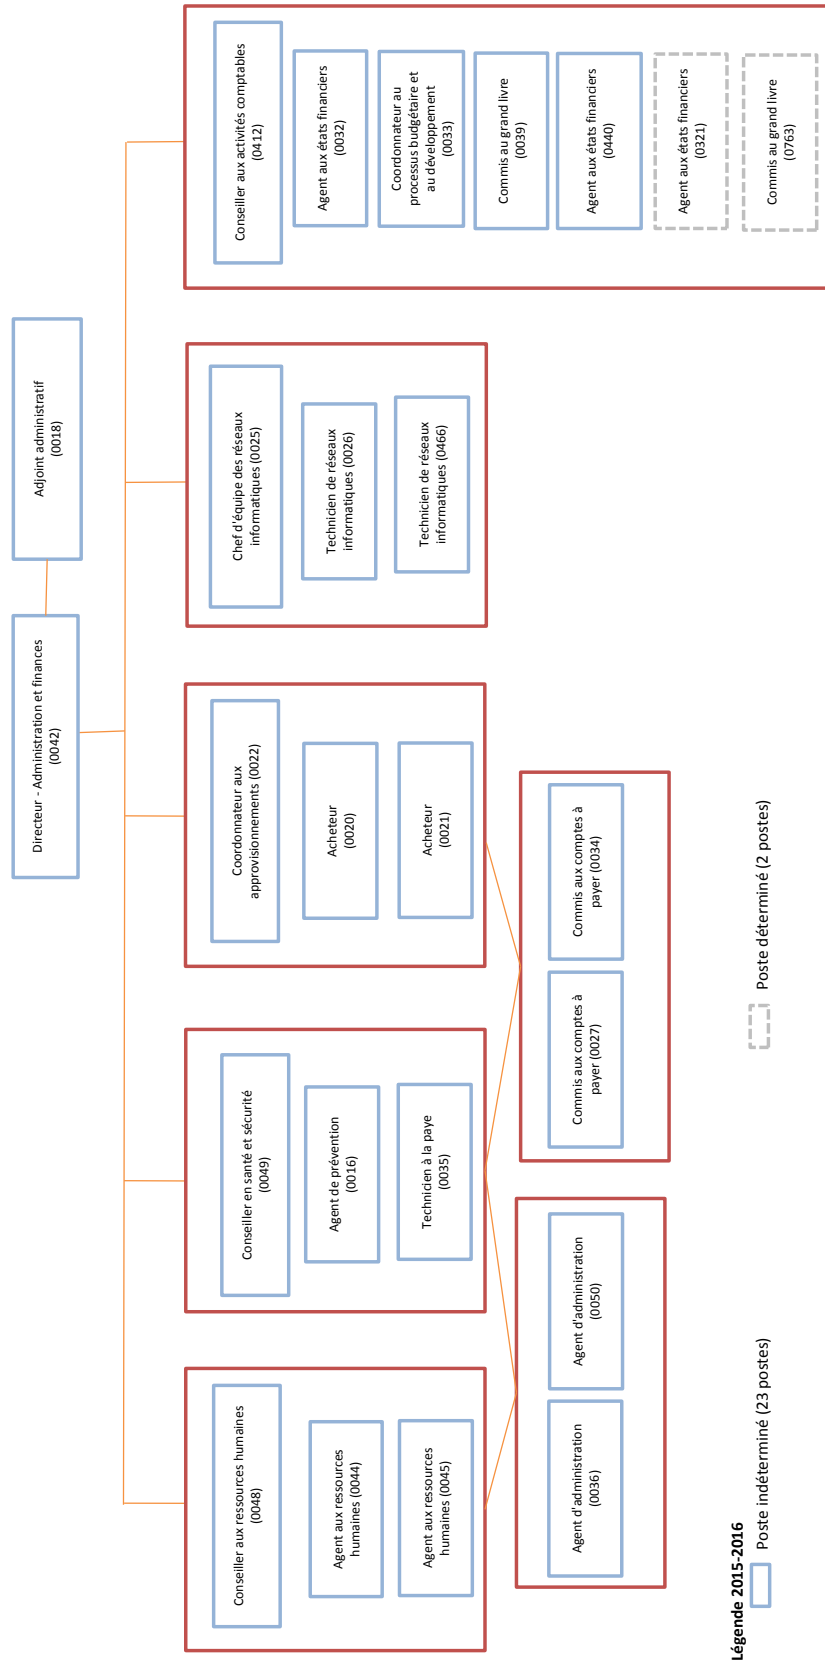 Directeur - Administration et finances
(0042)
Adjoint administratif
(0018)
Conseiller aux ressources humaines
(0048)
Agent aux ressources
humaines (0044)
Agent aux ressources
humaines (0045)
Conseiller en santé et sécurité
(0049)
Agent de prévention
(0016)
Technicien à la paye
(0035)
Coordonnateur aux
approvisionnements (0022)
Acheteur
(0020)
Acheteur
(0021)
Chef d'équipe des réseaux
informatiques (0025)
Technicien de réseaux
informatiques (0026)
Technicien de réseaux
informatiques (0466)
Conseiller aux activités comptables
(0412)
Agent aux états financiers
(0032)
Coordonnateur au
processus budgétaire et
au développement
(0033)
Commis au grand livre
(0039)
Agent aux états financiers
(0440)
Agent aux états financiers
(0321)
Commis au grand livre
(0763)
Agent d'administration
(0036)
Agent d'administration
(0050)
Commis aux comptes à
payer (0027)
Commis aux comptes à
payer (0034)
Légende 2015-2016
Poste indéterminé (23 postes)
Poste déterminé (2 postes)